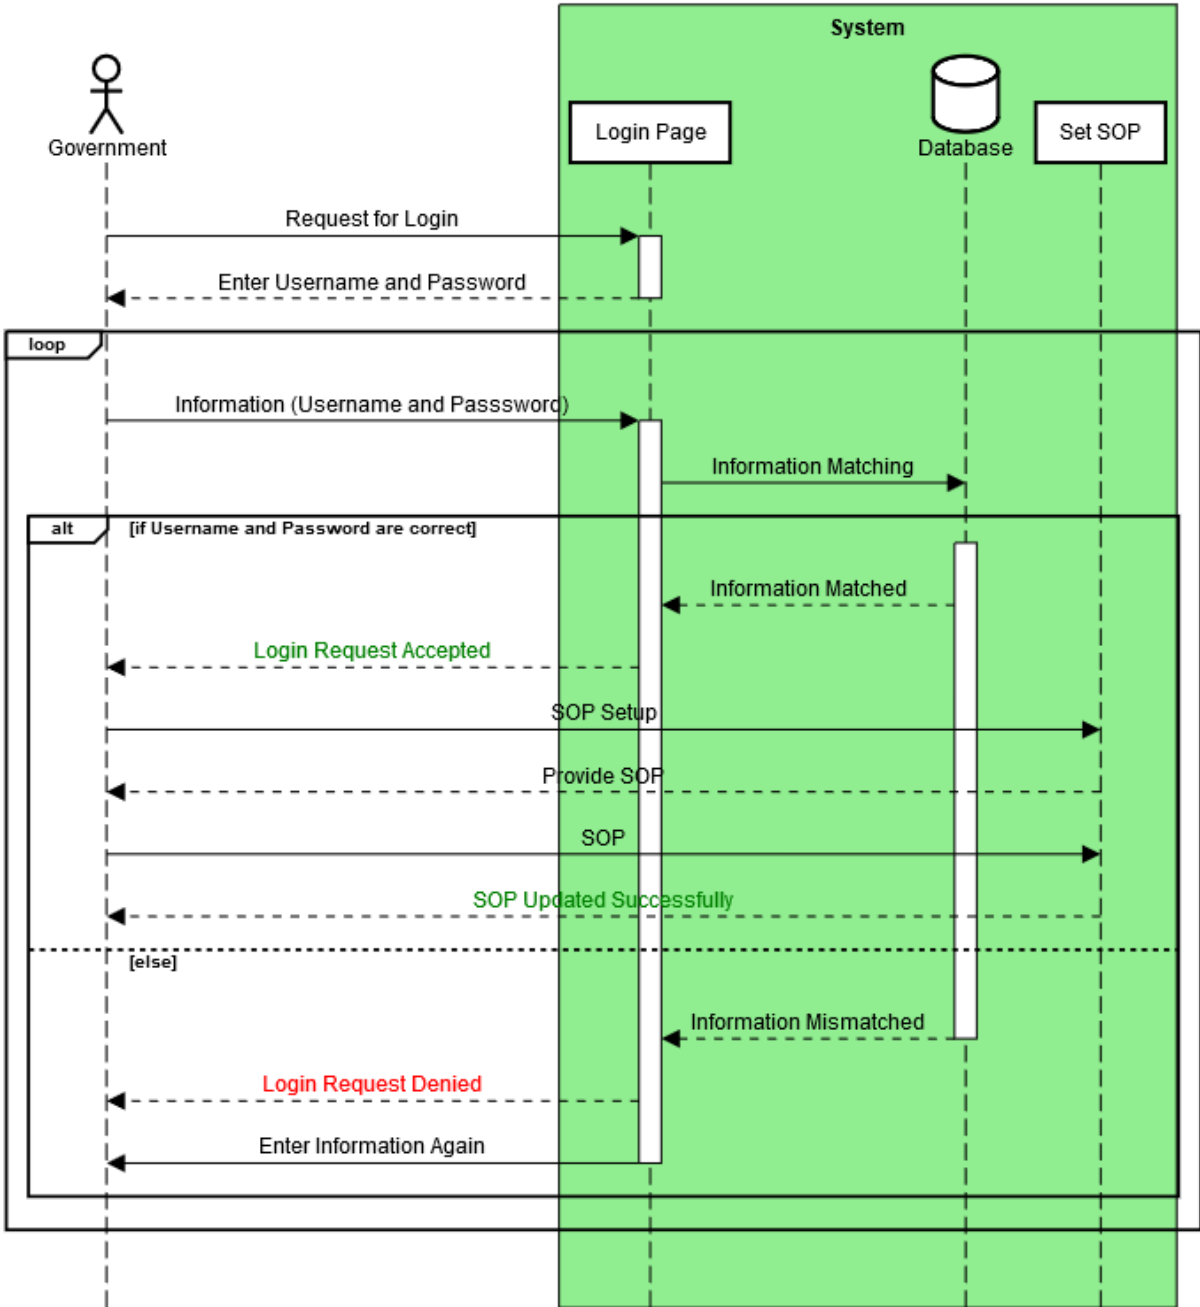 System
Government
Login Page
Database
Set SOP
Request for Login
Enter Username and Password
loop
Information (Username and Passsword)
Information Matching
alt
[if Username and Password are correct]
Information Matched
Login Request Accepted
SOP Setup
Provide SOP
SOP
SOP Updated Successfully
[else]
Information Mismatched
Login Request Denied
Enter Information Again